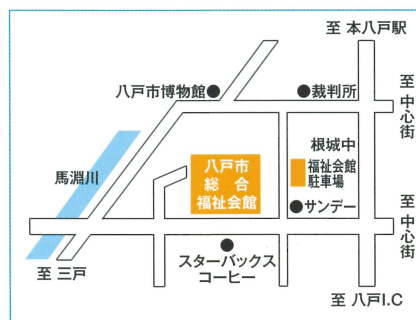 至 本八戸駅
八戸市博物館
裁判所
至 中心街
根城中
福祉会館
駐車場
八戸市
総合
福祉会館
馬淵川
サンデー
至 中心街
スターバックス
コーヒー
至 三戸
至 八戸I.C